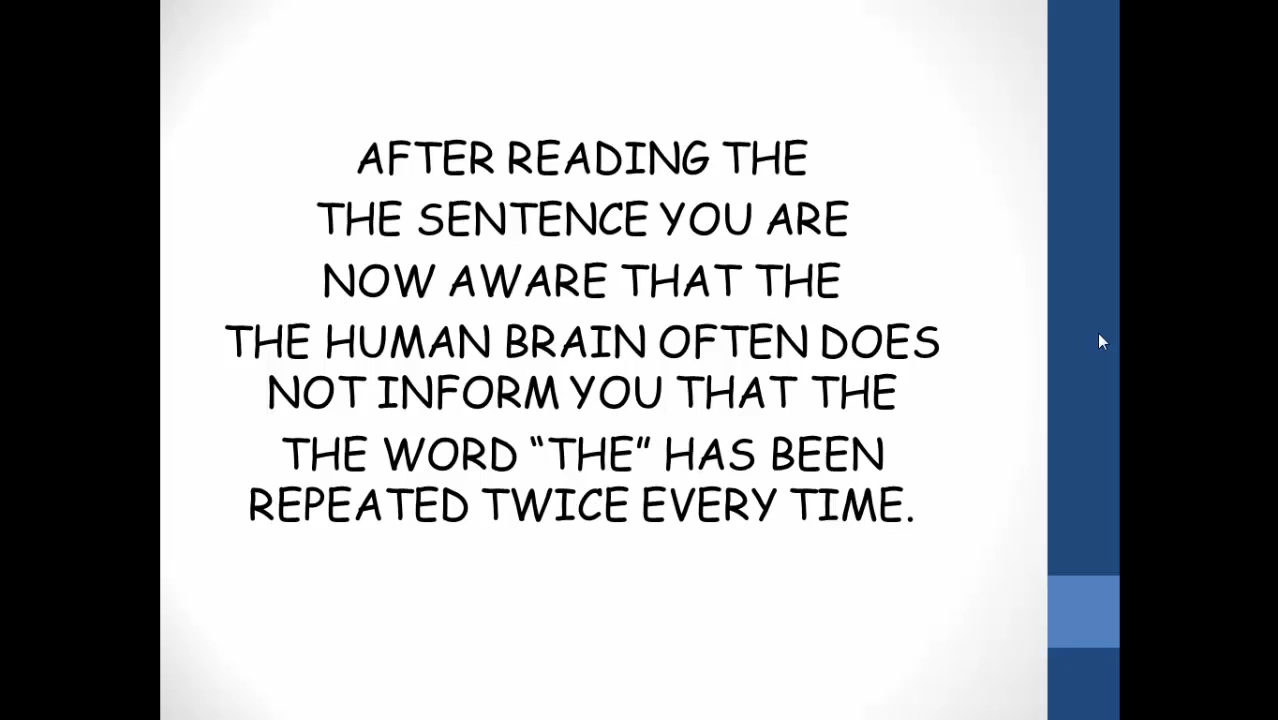 AFTER READING THE
THE SENTENCE YOU ARE
NOW AWARE THAT THE
THE HUMAN BRAIN OFTEN DOES
NOT INFORM YOU THAT THE
THE WORD “THE” HAS BEEN
REPEATED TWICE EVERY TIME.